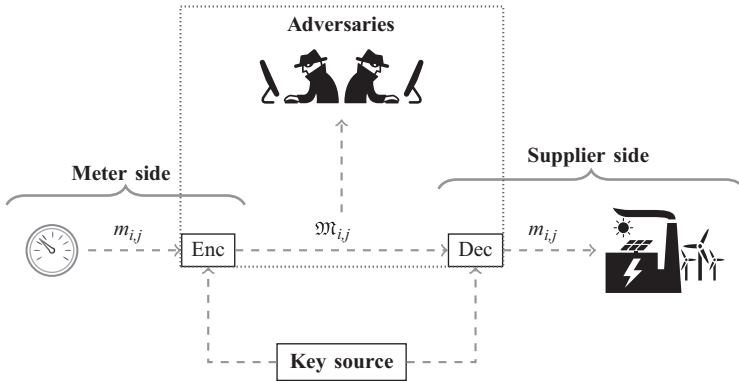 Adversaries
Supplier side
Meter side
m_{i,j}
Enc
𝔐_{i,j}
Dec
m_{i,j}
Key source